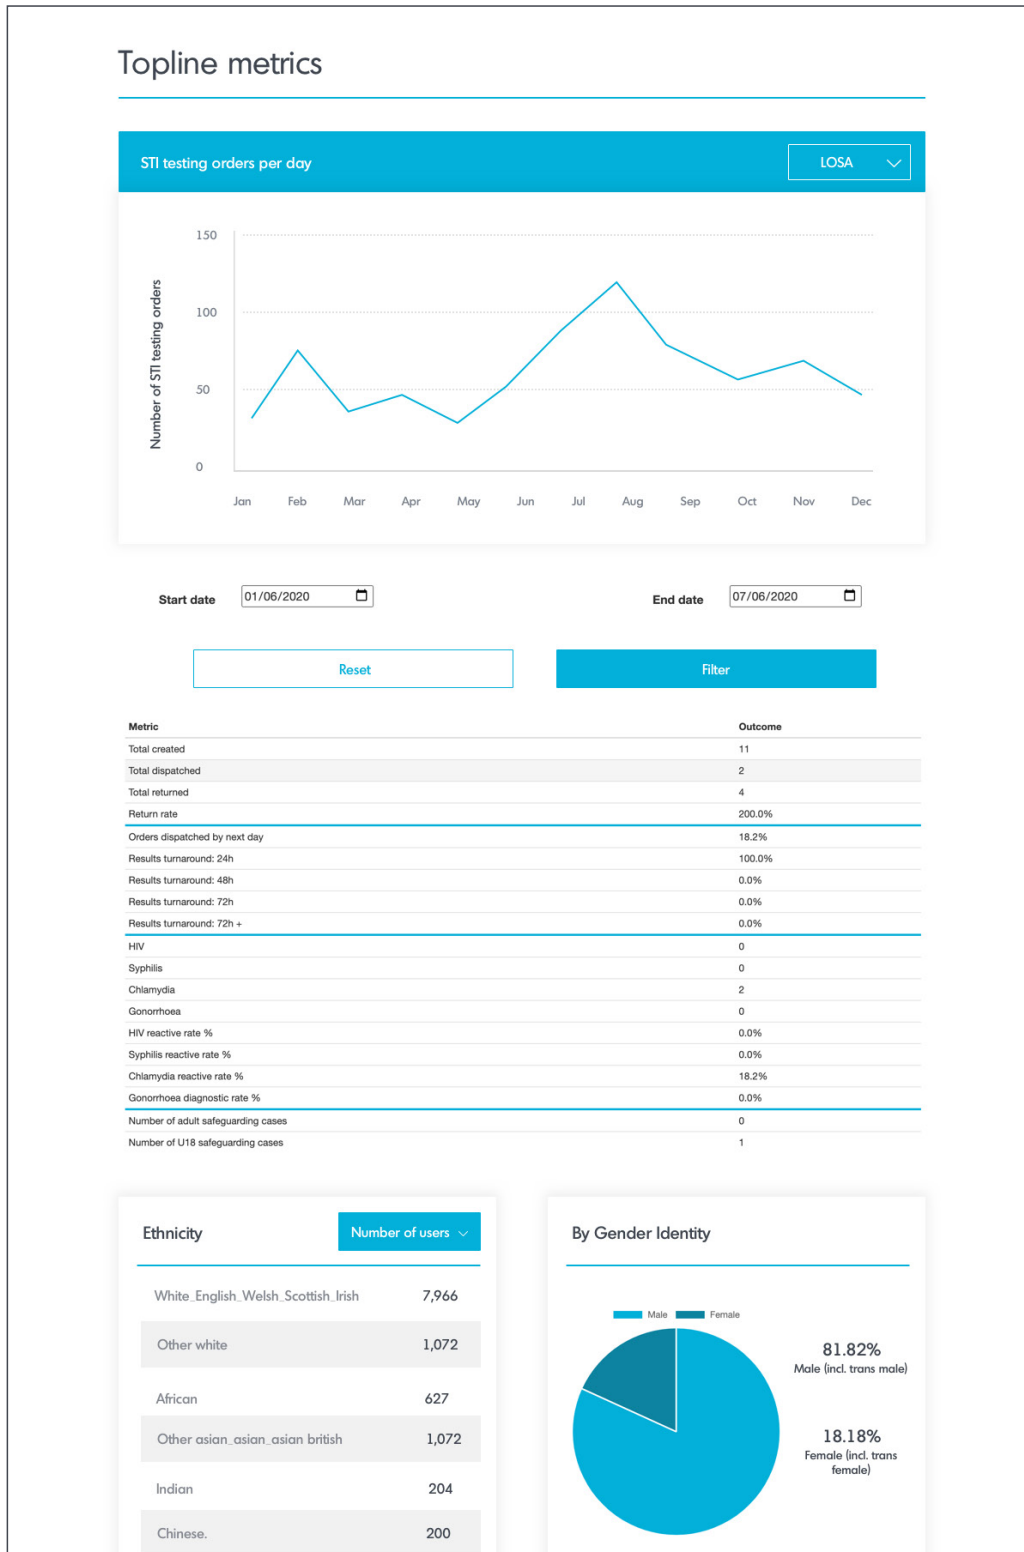 Topline metrics
STI testing orders per day
LOSA
150
100
50
0
Number of STI testing orders
Jan Feb Mar Apr May Jun Jul Aug Sep Oct Nov Dec
Start date 01/06/2020 End date 07/06/2020
Reset Filter
Metric Outcome
Total created 11
Total dispatched 2
Total returned 4
Return rate 200.0%
Orders dispatched by next day 18.2%
Results turnaround: 24h 100.0%
Results turnaround: 48h 0.0%
Results turnaround: 72h 0.0%
Results turnaround: 72h + 0.0%
HIV 0
Syphilis 0
Chlamydia 2
Gonorrhoea 0
HIV reactive rate % 0.0%
Syphilis reactive rate % 0.0%
Chlamydia reactive rate % 18.2%
Gonorrhoea diagnostic rate % 0.0%
Number of adult safeguarding cases 0
Number of U18 safeguarding cases 1
Ethnicity Number of users
White_English_Welsh_Scottish_Irish 7,966
Other white 1,072
African 627
Other asian_asian_asian british 1,072
Indian 204
Chinese. 200
By Gender Identity
Male Female
81.82%
Male (incl. trans male)
18.18%
Female (incl. trans
female)